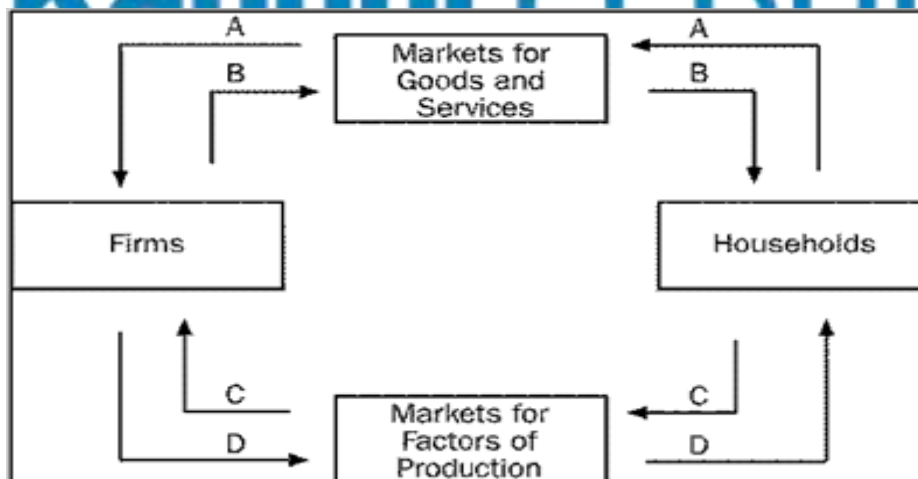 A
A
Markets for
Goods and
Services
B
B
Firms
Households
C
C
Markets for
Factors of
Production
D
D